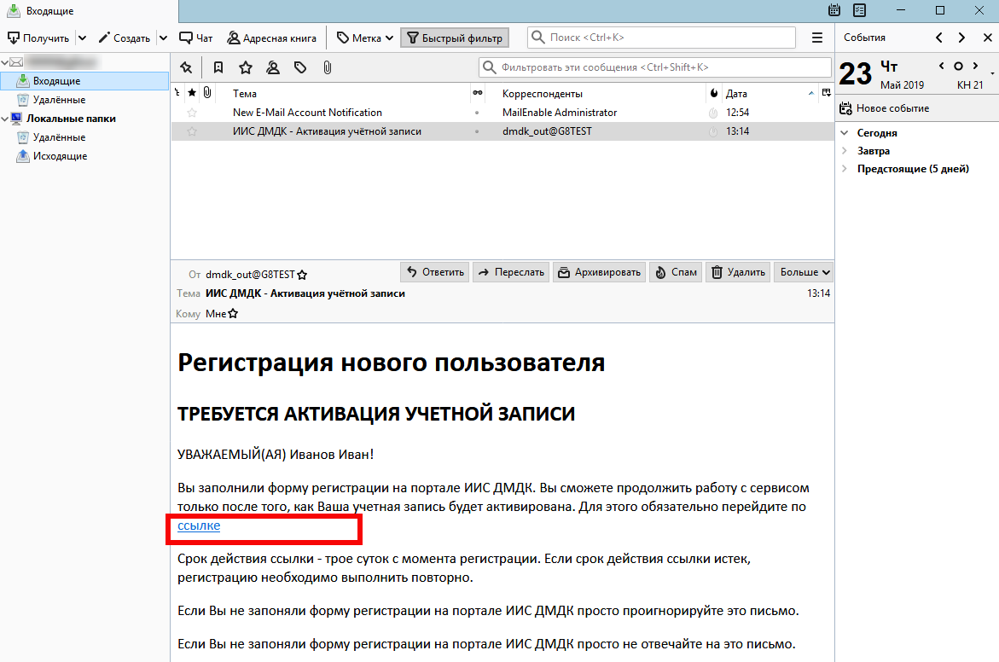 Входящие
Получить Создать Чат Адресная книга Метка Быстрый фильтр Поиск <Ctrl+K> События
Входящие
Удалённые
Локальные папки
Удалённые
Исходящие
Фильтровать эти сообщения <Ctrl+Shift+K>
Тема Корреспонденты Дата
New E-Mail Account Notification MailEnable Administrator 12:54
ИИС ДМДК - Активация учётной записи dmdk_out@G8TEST 13:14
23 Чт
Май 2019 КН 21
Новое событие
Сегодня
Завтра
Предстоящие (5 дней)
От dmdk_out@G8TEST Ответить Переслать Архивировать Спам Удалить Больше
Тема ИИС ДМДК - Активация учётной записи 13:14
Кому Мне
Регистрация нового пользователя
ТРЕБУЕТСЯ АКТИВАЦИЯ УЧЕТНОЙ ЗАПИСИ
УВАЖАЕМЫЙ(АЯ) Иванов Иван!
Вы заполнили форму регистрации на портале ИИС ДМДК. Вы сможете продолжить работу с сервисом
только после того, как Ваша учетная запись будет активирована. Для этого обязательно перейдите по
ссылке
Срок действия ссылки - трое суток с момента регистрации. Если срок действия ссылки истек,
регистрацию необходимо выполнить повторно.
Если Вы не запоняли форму регистрации на портале ИИС ДМДК просто проигнорируйте это письмо.
Если Вы не запоняли форму регистрации на портале ИИС ДМДК просто не отвечайте на это письмо.